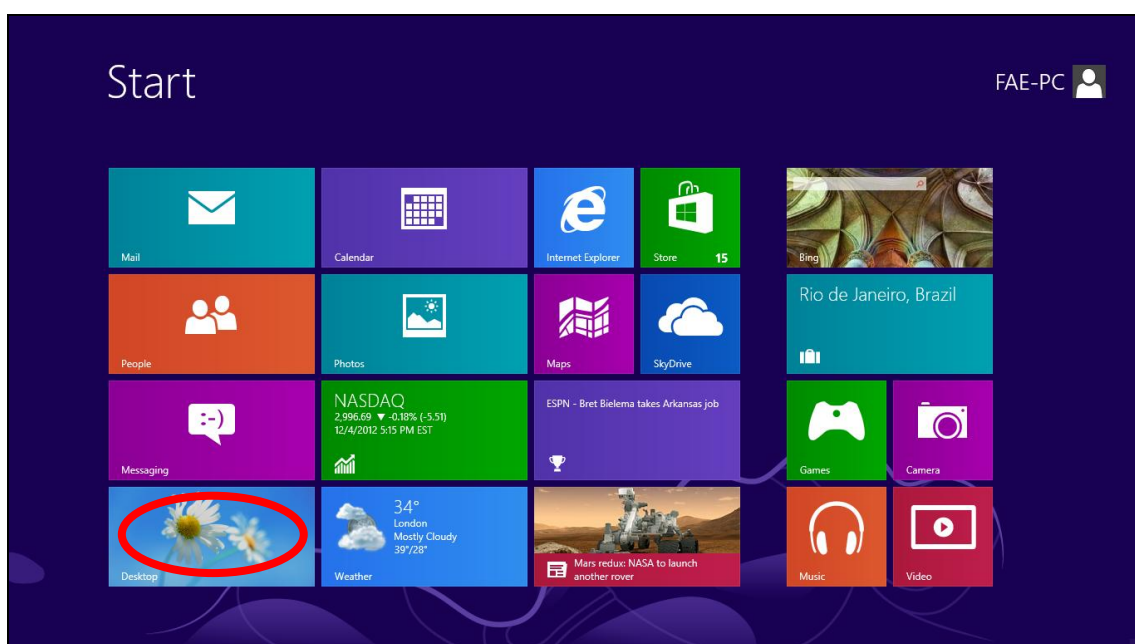 Start
FAE-PC
Mail
Calendar
Internet Explorer
Store 15
Bing
People
Photos
Maps
SkyDrive
Rio de Janeiro, Brazil
Messaging
NASDAQ
2,996.69 ▼ -0.18% (-5.51)
12/4/2012 5:15 PM EST
ESPN - Bret Bielema takes Arkansas job
Games
Camera
Desktop
34°
London
Mostly Cloudy
39°/28°
Weather
Mars redux: NASA to launch
another rover
Music
Video